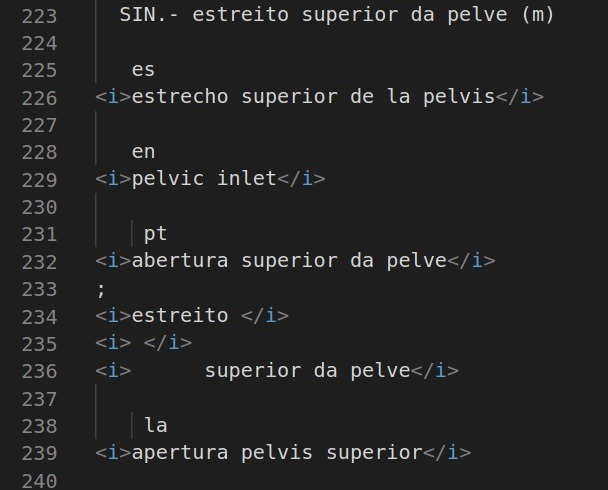 223 SIN.- estreito superior da pelve (m)
224
225 es
226 <i>estrecho superior de la pelvis</i>
227
228 en
229 <i>pelvic inlet</i>
230
231 pt
232 <i>abertura superior da pelve</i>
233 ;
234 <i>estreito </i>
235 <i> </i>
236 <i>      superior da pelve</i>
237
238 la
239 <i>apertura pelvis superior</i>
240